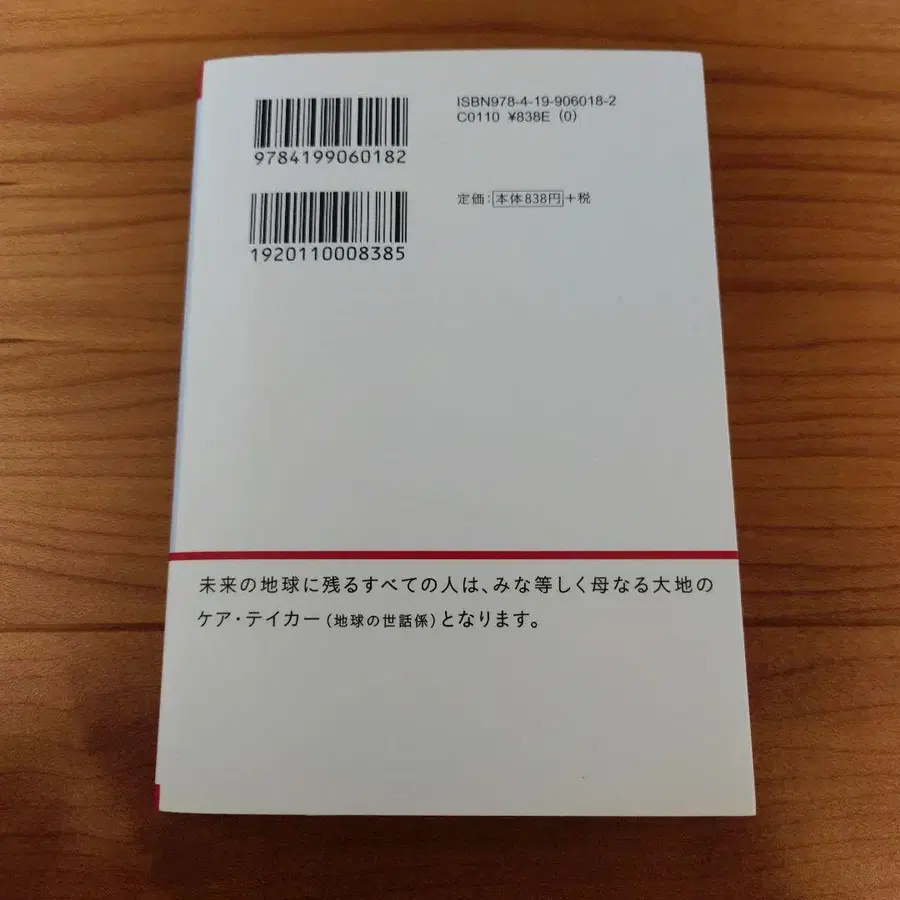 ISBN978-4-19-906018-2
C0110 ¥838E (0)
9784199060182
定価：本体838円＋税
1920110008385
未来の地球に残るすべての人は、みな等しく母なる大地の
ケア・テイカー（地球の世話係）となります。